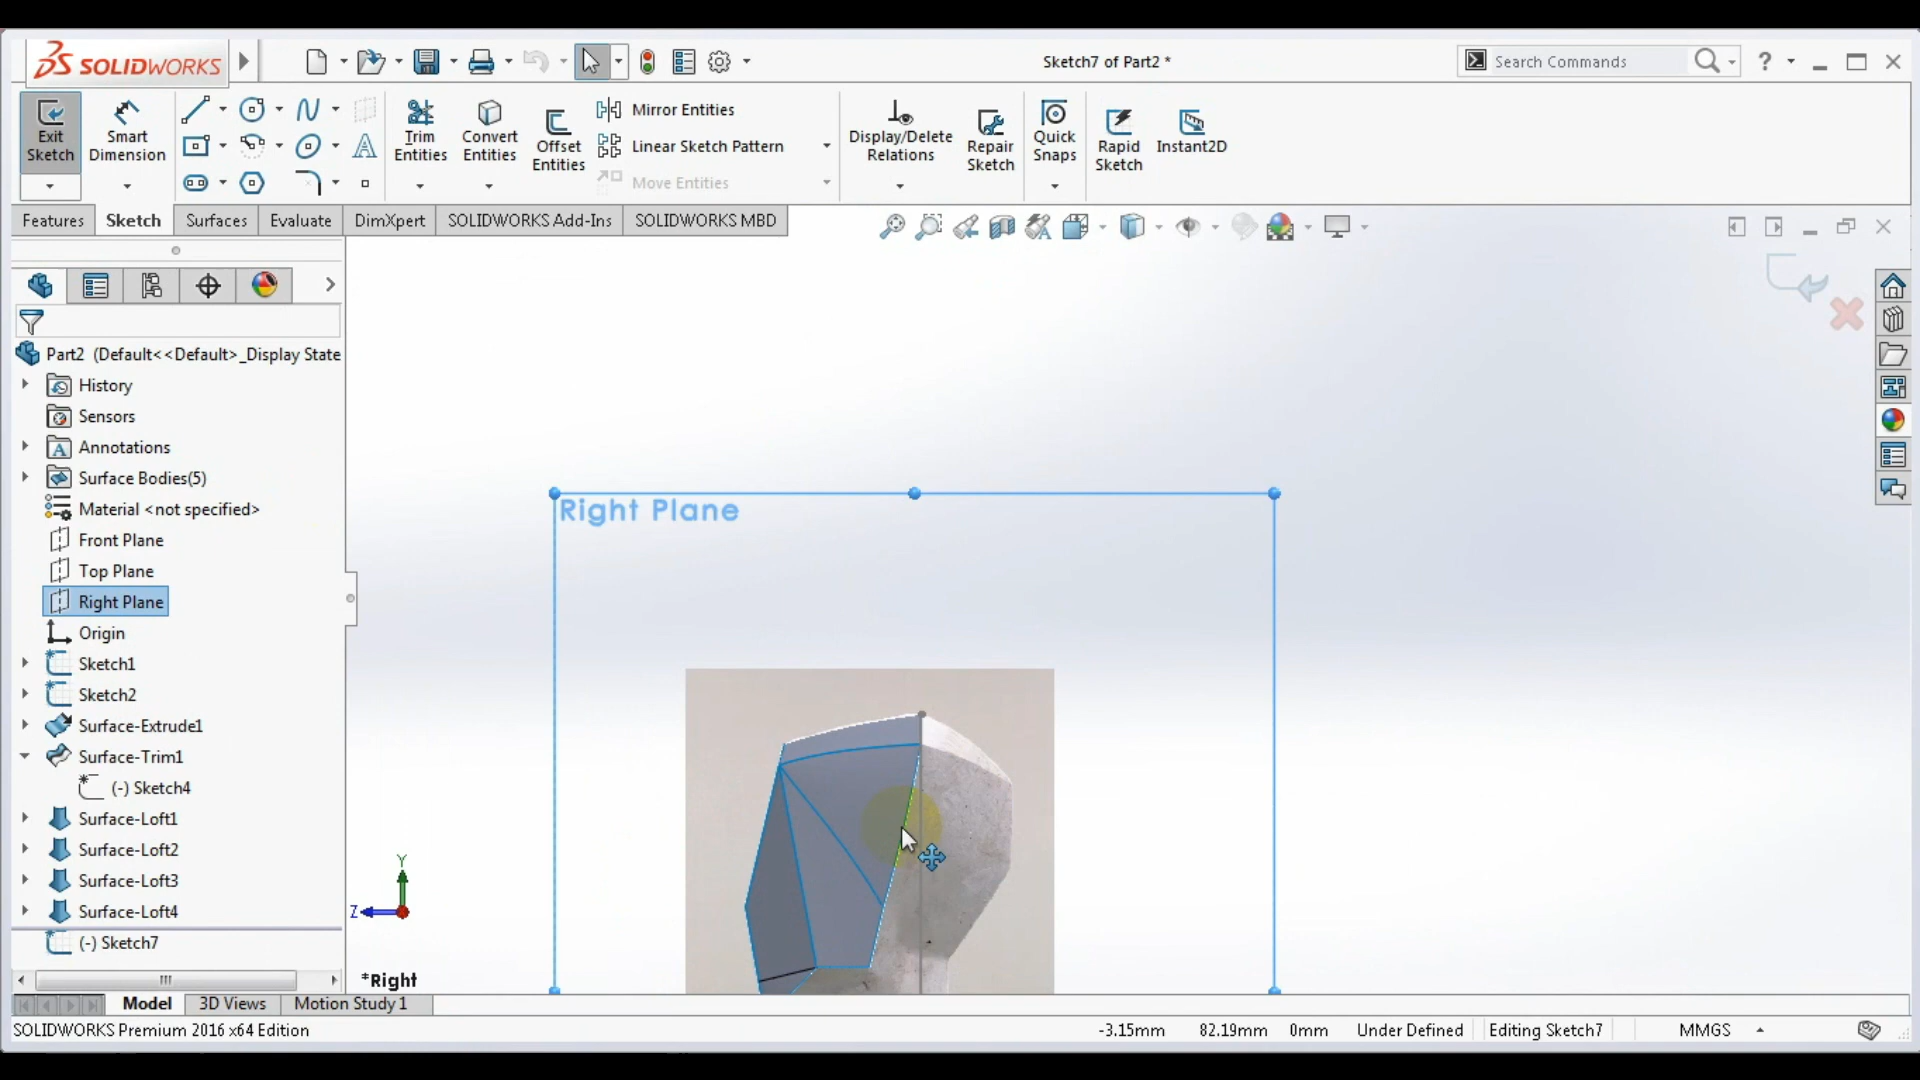 SOLIDWORKS
Sketch7 of Part2 *
Search Commands
Exit Sketch
Smart Dimension
Trim Entities
Convert Entities
Offset Entities
Mirror Entities
Linear Sketch Pattern
Move Entities
Display/Delete Relations
Repair Sketch
Quick Snaps
Rapid Sketch
Instant2D
Features
Sketch
Surfaces
Evaluate
DimXpert
SOLIDWORKS Add-Ins
SOLIDWORKS MBD
Part2 (Default<<Default>_Display State
History
Sensors
Annotations
Surface Bodies(5)
Material <not specified>
Front Plane
Top Plane
Right Plane
Origin
Sketch1
Sketch2
Surface-Extrude1
Surface-Trim1
(-) Sketch4
Surface-Loft1
Surface-Loft2
Surface-Loft3
Surface-Loft4
(-) Sketch7
Right Plane
Y
Z
*Right
Model
3D Views
Motion Study 1
SOLIDWORKS Premium 2016 x64 Edition
-3.15mm
82.19mm
0mm
Under Defined
Editing Sketch7
MMGS